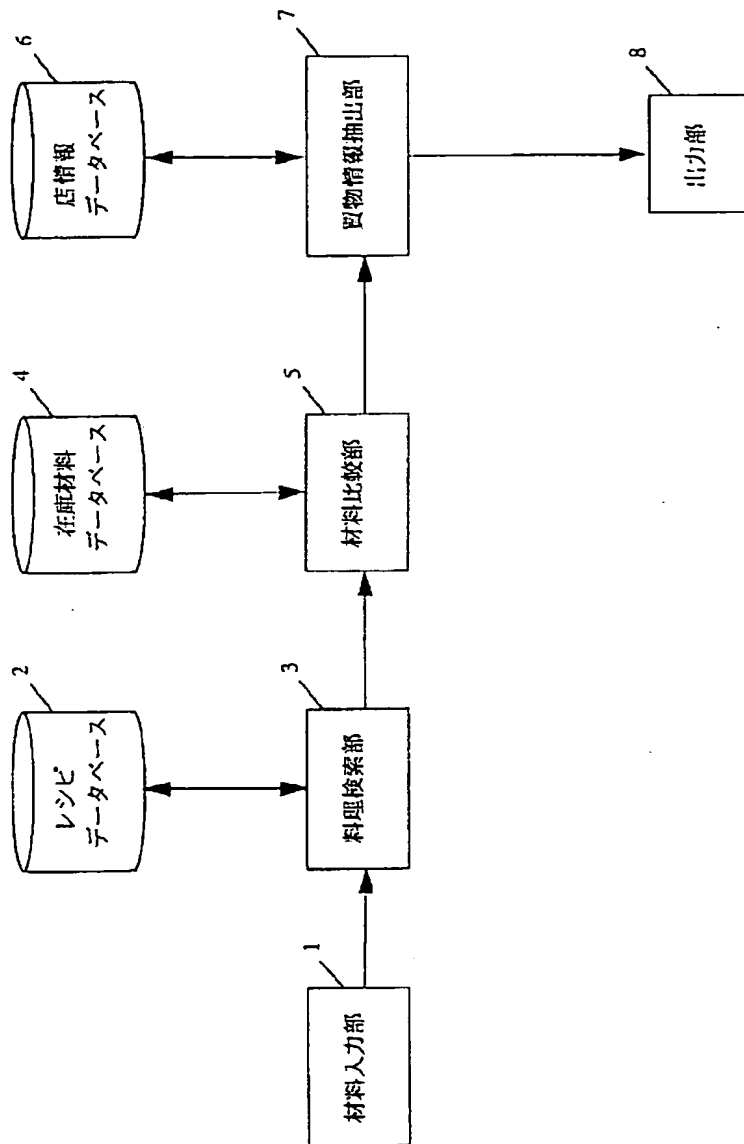 2
レシピ
データベース
4
在庫材料
データベース
6
店情報
データベース
1
材料入力部
3
料理検索部
5
材料比較部
7
買物情報抽出部
8
出力部